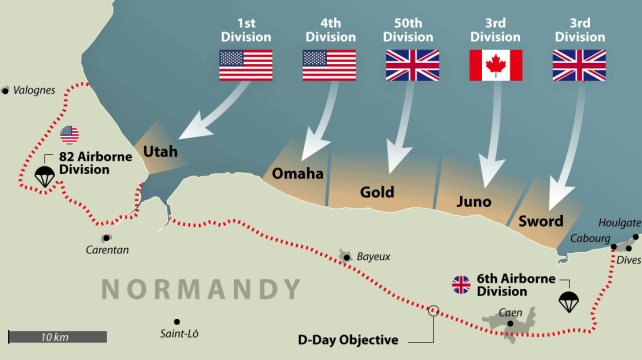 1st
Division
4th
Division
50th
Division
3rd
Division
3rd
Division
Valognes
82 Airborne
Division
Utah
Omaha
Gold
Juno
Sword
Houlgate
Cabourg
Dives
Carentan
Bayeux
6th Airborne
Division
NORMANDY
Caen
10 km
Saint-Lô
D-Day Objective